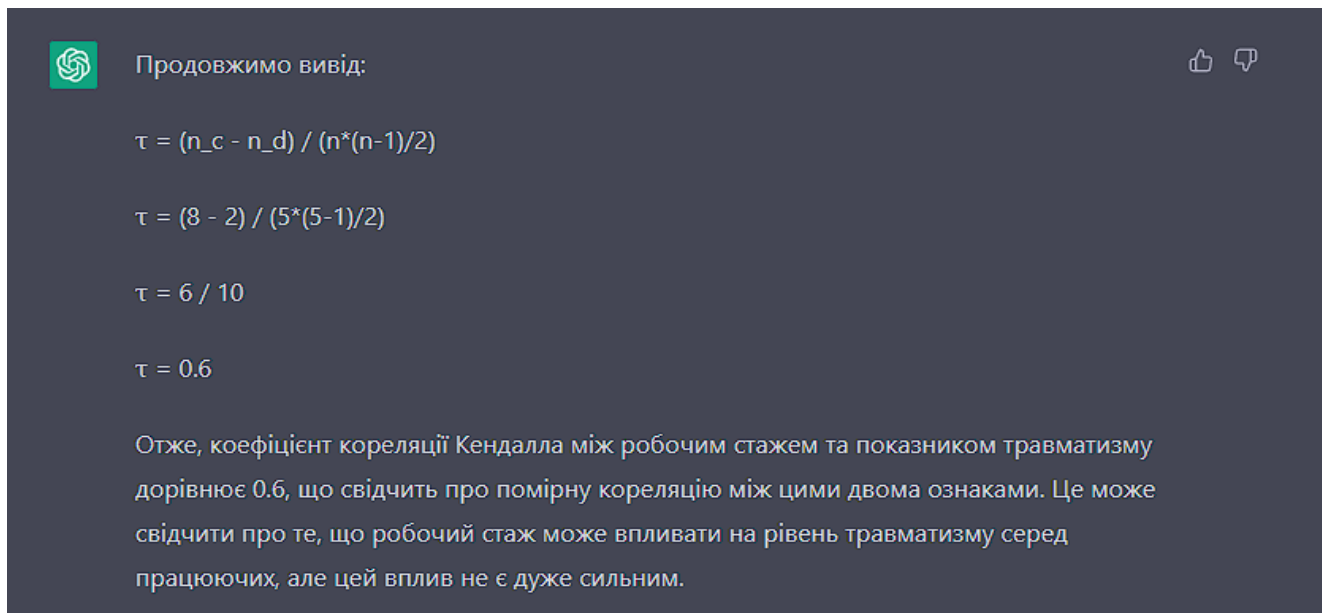 Продовжимо вивід:
τ = (n_c - n_d) / (n*(n-1)/2)
τ = (8 - 2) / (5*(5-1)/2)
τ = 6 / 10
τ = 0.6
Отже, коефіцієнт кореляції Кендалла між робочим стажем та показником травматизму
дорівнює 0.6, що свідчить про помірну кореляцію між цими двома ознаками. Це може
свідчити про те, що робочий стаж може впливати на рівень травматизму серед
працюючих, але цей вплив не є дуже сильним.